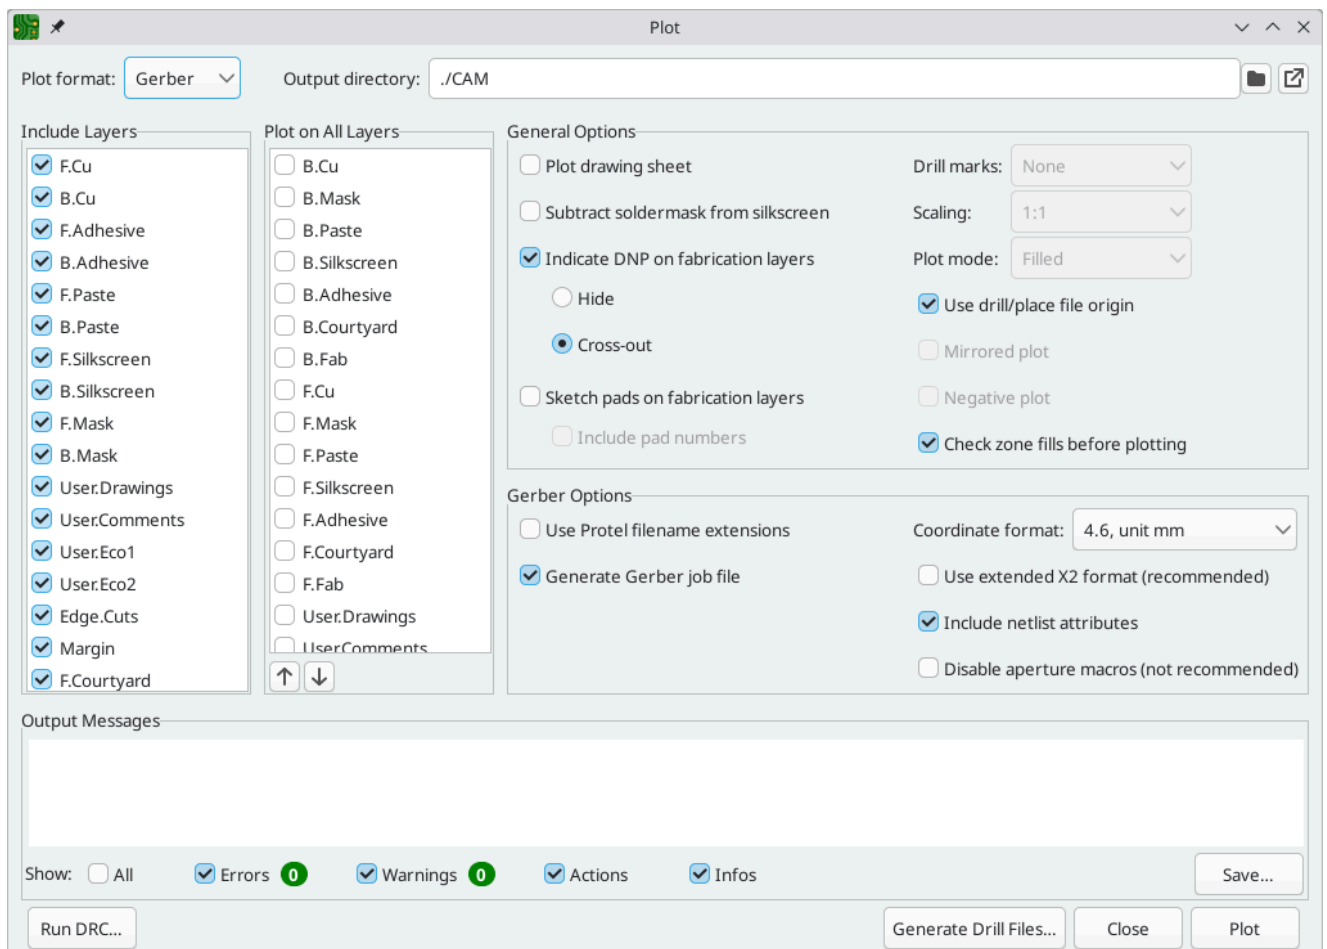 Plot
Plot format: Gerber
Output directory: ./CAM
Include Layers
F.Cu
B.Cu
F.Adhesive
B.Adhesive
F.Paste
B.Paste
F.Silkscreen
B.Silkscreen
F.Mask
B.Mask
User.Drawings
User.Comments
User.Eco1
User.Eco2
Edge.Cuts
Margin
F.Courtyard
Plot on All Layers
B.Cu
B.Mask
B.Paste
B.Silkscreen
B.Adhesive
B.Courtyard
B.Fab
F.Cu
F.Mask
F.Paste
F.Silkscreen
F.Adhesive
F.Courtyard
F.Fab
User.Drawings
User.Comments
General Options
Plot drawing sheet
Subtract soldermask from silkscreen
Indicate DNP on fabrication layers
Hide
Cross-out
Sketch pads on fabrication layers
Include pad numbers
Drill marks: None
Scaling: 1:1
Plot mode: Filled
Use drill/place file origin
Mirrored plot
Negative plot
Check zone fills before plotting
Gerber Options
Use Protel filename extensions
Generate Gerber job file
Coordinate format: 4.6, unit mm
Use extended X2 format (recommended)
Include netlist attributes
Disable aperture macros (not recommended)
Output Messages
Show: All Errors 0 Warnings 0 Actions Infos Save...
Run DRC... Generate Drill Files... Close Plot